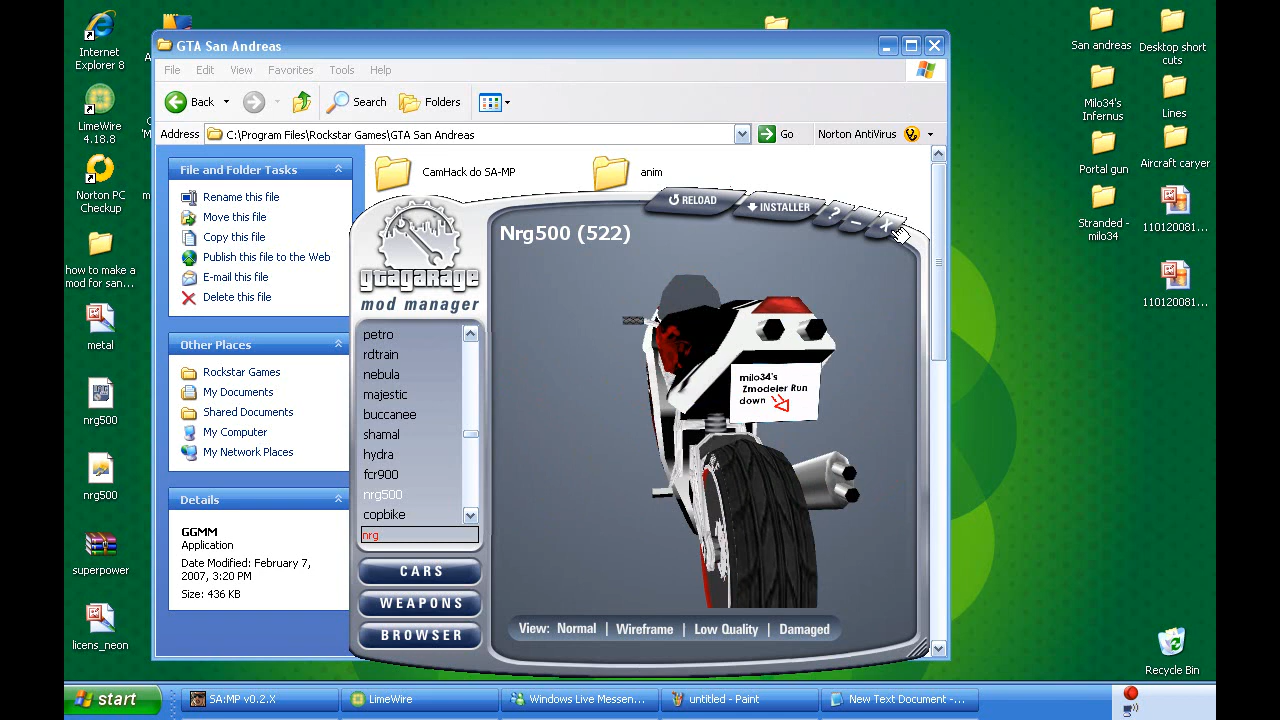 Internet
Explorer 8
LimeWire
4.18.8
Norton PC
Checkup
how to make a
mod for san...
metal
nrg500
nrg500
superpower
licens_neon
GTA San Andreas
File Edit View Favorites Tools Help
Back Search Folders
Address C:\Program Files\Rockstar Games\GTA San Andreas Go Norton AntiVirus
File and Folder Tasks
Rename this file
Move this file
Copy this file
Publish this file to the Web
E-mail this file
Delete this file
Other Places
Rockstar Games
My Documents
Shared Documents
My Computer
My Network Places
Details
GGMM
Application
Date Modified: February 7,
2007, 3:20 PM
Size: 436 KB
CamHack do SA-MP anim
RELOAD INSTALLER ? – X
gtagarage
mod manager
petro
rdtrain
nebula
majestic
buccanee
shamal
hydra
fcr900
nrg500
copbike
nrg
CARS
WEAPONS
BROWSER
Nrg500 (522)
milo34's
Zmodeler Run
down
View: Normal | Wireframe | Low Quality | Damaged
San andreas
Desktop short
cuts
Milo34's
Infernus
Lines
Portal gun
Aircraft caryer
Stranded -
milo34
110120081...
110120081...
Recycle Bin
start SA:MP v0.2.X LimeWire Windows Live Messen... untitled - Paint New Text Document -...